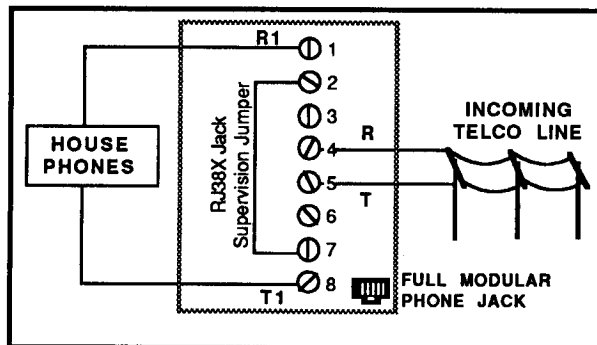 R1
1
2
3
4
5
6
7
8
HOUSE
PHONES
RJ38X Jack
Supervision Jumper
R
T
T1
INCOMING
TELCO LINE
FULL MODULAR
PHONE JACK